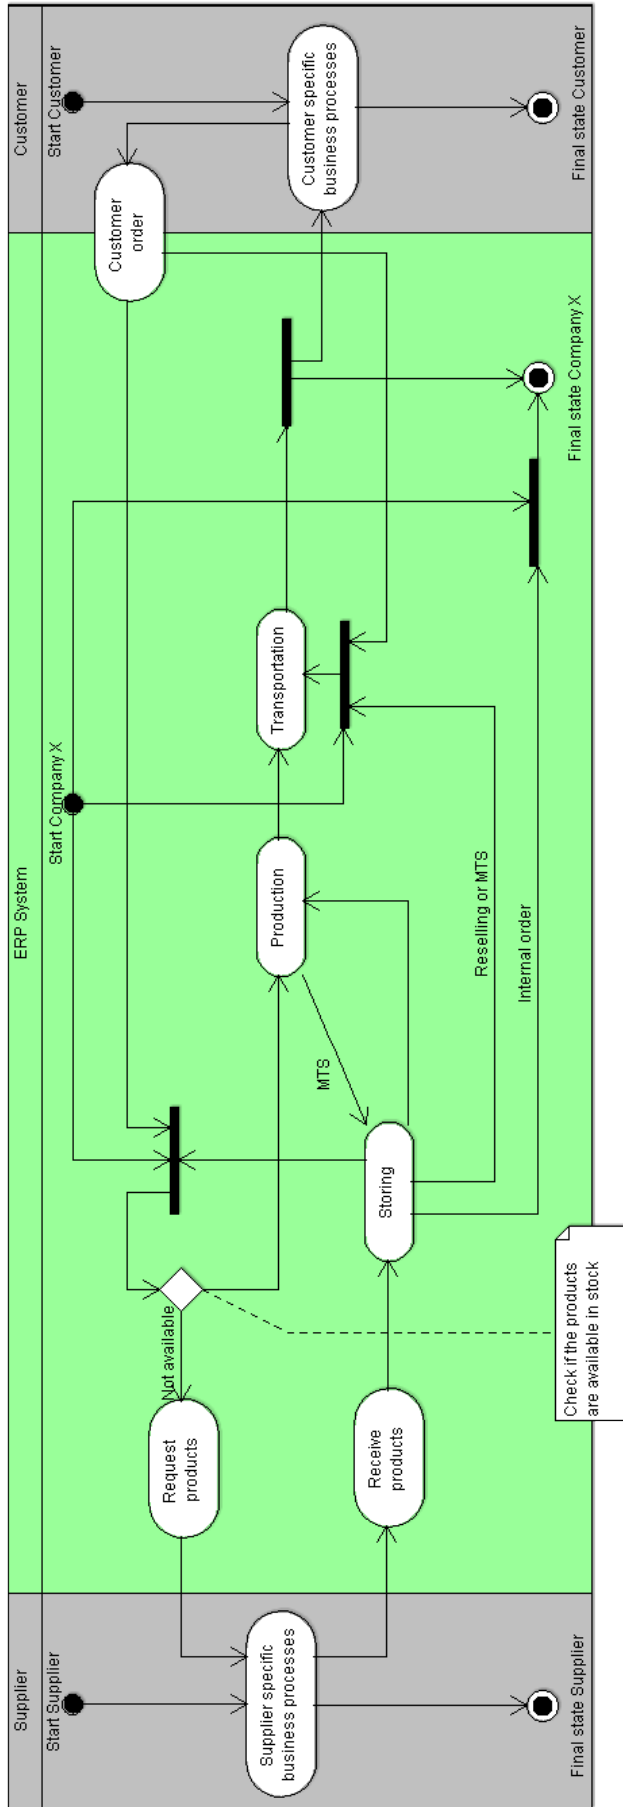 Supplier
ERP System
Customer
Start Supplier
Start Company X
Start Customer
Customer
order
Not available
Request
products
Supplier specific
business processes
Production
Transportation
Customer specific
business processes
MTS
Receive
products
Storing
Reselling or MTS
Internal order
Check if the products
are available in stock
Final state Supplier
Final state Company X
Final state Customer